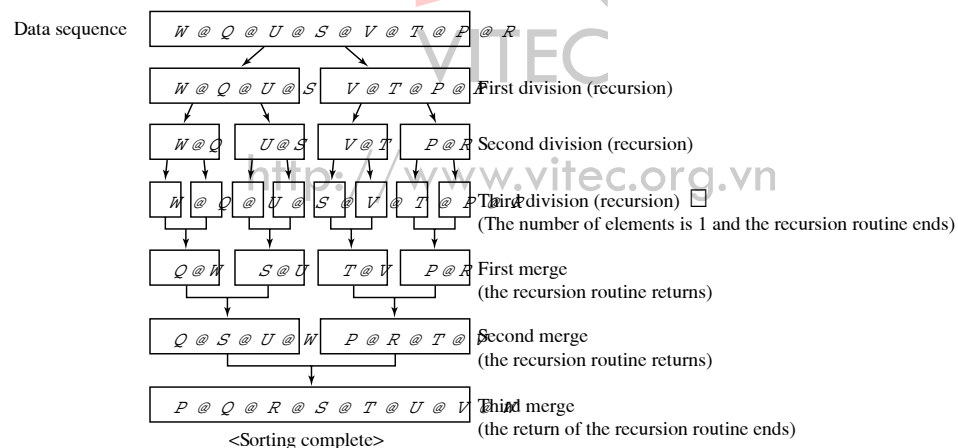 VITEC
Data sequence W @ Q @ U @ S @ V @ T @ P @ R
W @ Q @ U @ S V @ T @ P @ R First division (recursion)
W @ Q U @ S V @ T P @ R Second division (recursion)
http://www.vitec.org.vn
W @ Q @ U @ S @ V @ T @ P @ R Third division (recursion) □
(The number of elements is 1 and the recursion routine ends)
Q @ W S @ U T @ V P @ R First merge
(the recursion routine returns)
Q @ S @ U @ W P @ R @ T @ V Second merge
(the recursion routine returns)
P @ Q @ R @ S @ T @ U @ V @ W Third merge
(the return of the recursion routine ends)
<Sorting complete>